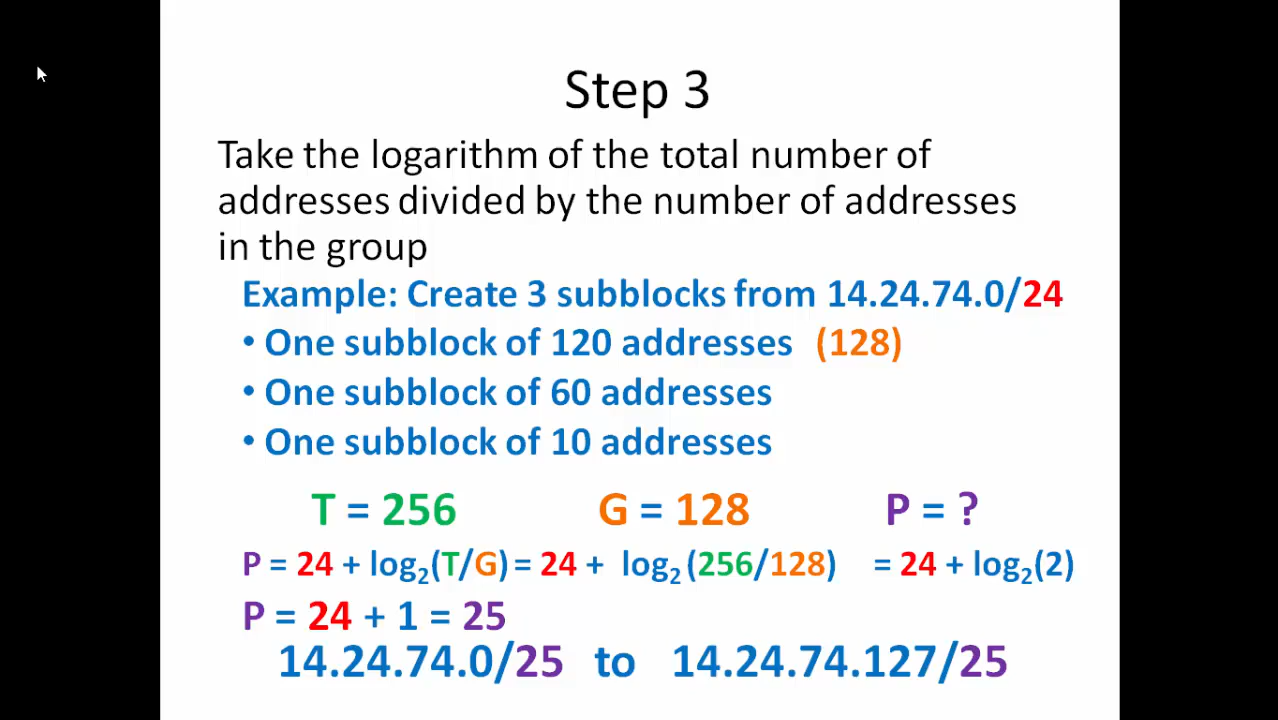 Step 3
Take the logarithm of the total number of
addresses divided by the number of addresses
in the group
Example: Create 3 subblocks from 14.24.74.0/24
• One subblock of 120 addresses (128)
• One subblock of 60 addresses
• One subblock of 10 addresses
T = 256 G = 128 P = ?
P = 24 + log₂(T/G) = 24 + log₂(256/128) = 24 + log₂(2)
P = 24 + 1 = 25
14.24.74.0/25 to 14.24.74.127/25